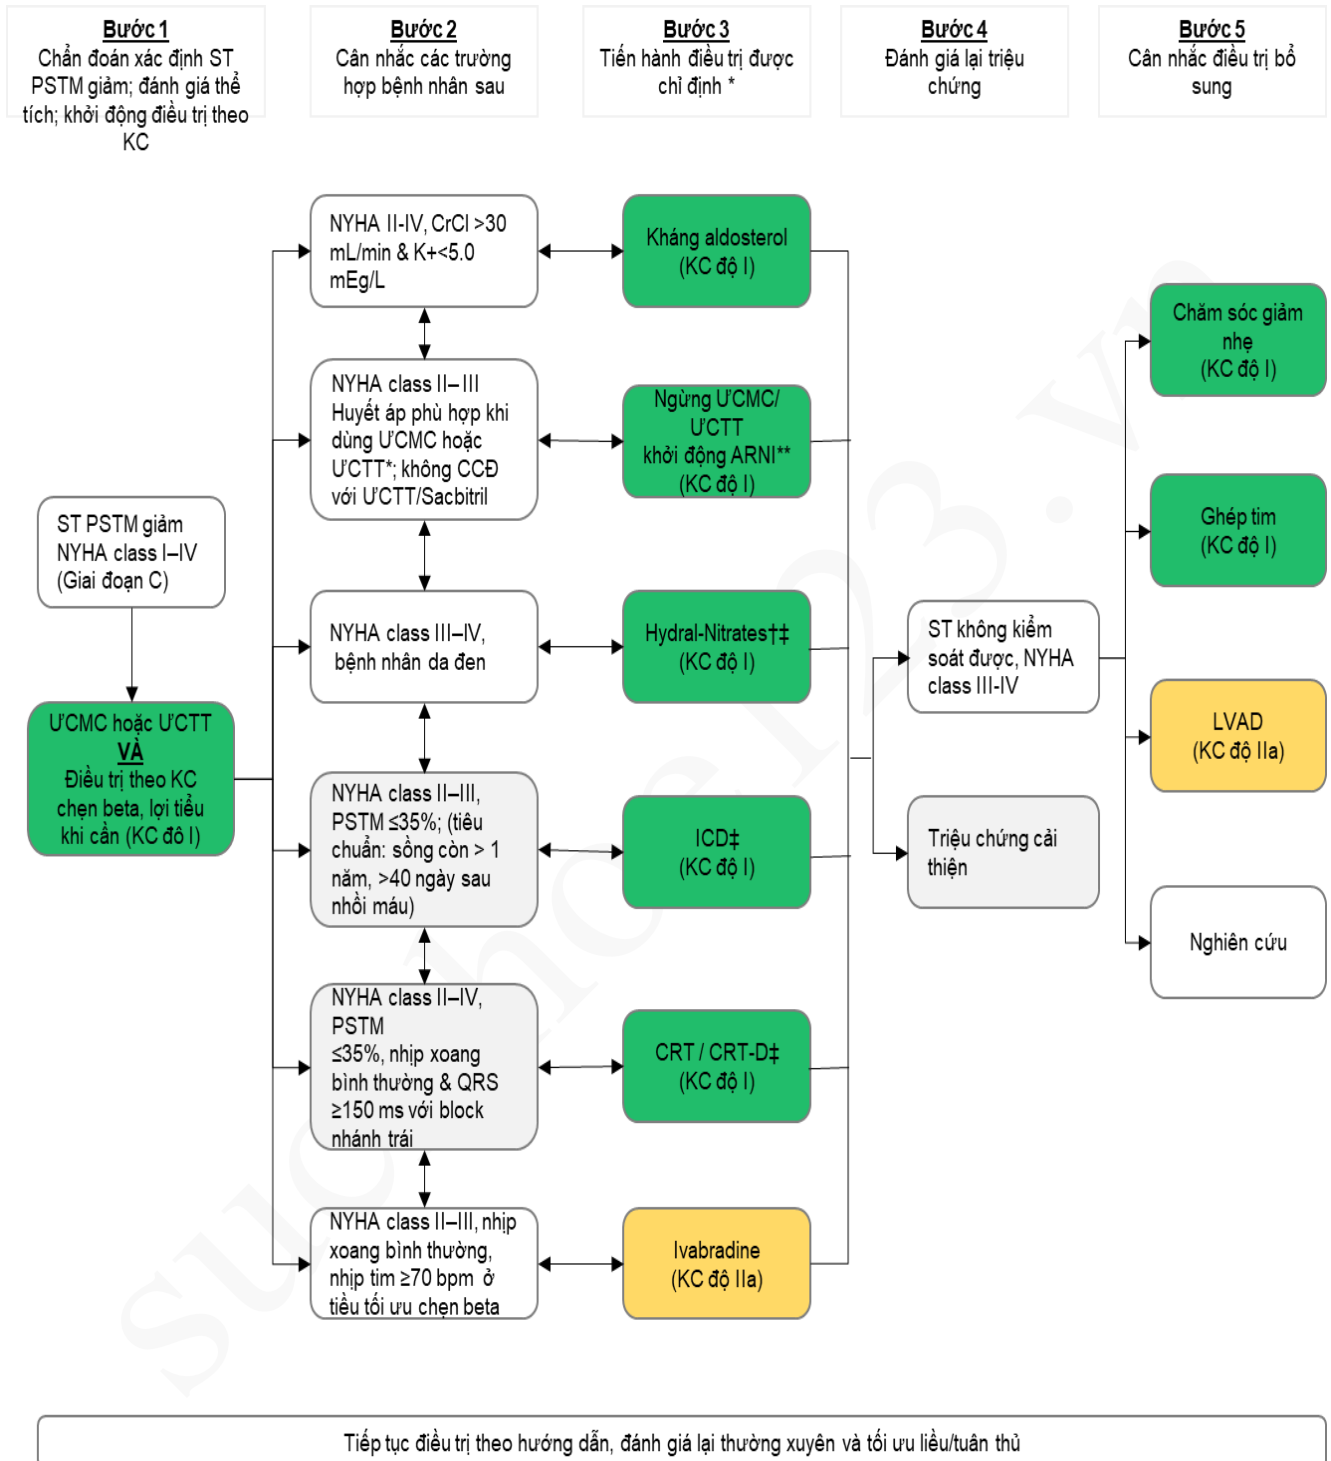 Bước 1
Chẩn đoán xác định ST
PSTM giảm; đánh giá thể
tích; khởi động điều trị theo
KC
Bước 2
Cân nhắc các trường
hợp bệnh nhân sau
Bước 3
Tiến hành điều trị được
chỉ định *
Bước 4
Đánh giá lại triệu
chứng
Bước 5
Cân nhắc điều trị bổ
sung
ST PSTM giảm
NYHA class I–IV
(Giai đoạn C)
ƯCMC hoặc ƯCTT
VÀ
Điều trị theo KC
chẹn beta, lợi tiểu
khi cần (KC đô I)
NYHA II-IV, CrCl >30
mL/min & K+<5.0
mEg/L
NYHA class II– III
Huyết áp phù hợp khi
dùng ƯCMC hoặc
ƯCTT*; không CCĐ
với ƯCTT/Sacbitril
NYHA class III–IV,
bệnh nhân da đen
NYHA class II–III,
PSTM ≤35%; (tiêu
chuẩn: sồng còn > 1
năm, >40 ngày sau
nhồi máu)
NYHA class II–IV,
PSTM
≤35%, nhịp xoang
bình thường & QRS
≥150 ms với block
nhánh trái
NYHA class II–III, nhịp
xoang bình thường,
nhịp tim ≥70 bpm ở
tiều tối ưu chẹn beta
Kháng aldosterol
(KC độ I)
Ngừng ƯCMC/
ƯCTT
khởi động ARNI**
(KC độ I)
Hydral-Nitrates†‡
(KC độ I)
ICD‡
(KC độ I)
CRT / CRT-D‡
(KC độ I)
Ivabradine
(KC độ IIa)
ST không kiểm
soát được, NYHA
class III-IV
Triệu chứng cải
thiện
Chăm sóc giảm
nhẹ
(KC độ I)
Ghép tim
(KC độ I)
LVAD
(KC độ IIa)
Nghiên cứu
Tiếp tục điều trị theo hướng dẫn, đánh giá lại thường xuyên và tối ưu liều/tuân thủ
suckhoe123.vn